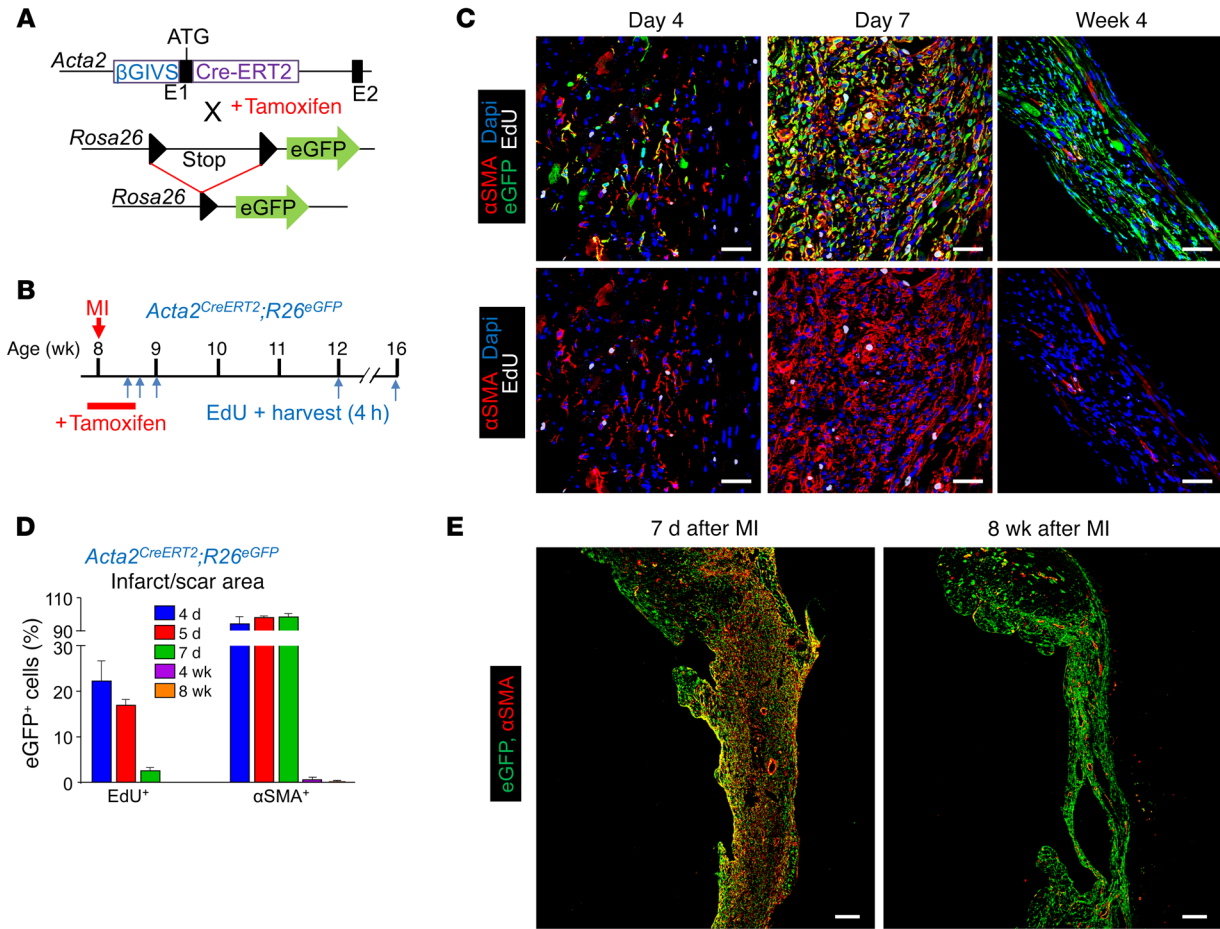 A
ATG
Acta2
βGIVS
Cre-ERT2
E1
E2
X
+Tamoxifen
Rosa26
Stop
eGFP
Rosa26
eGFP
B
MI
Acta2CreERT2;R26eGFP
Age (wk)
8
9
10
11
12
16
+Tamoxifen
EdU + harvest (4 h)
C
Day 4
Day 7
Week 4
αSMA Dapi
eGFP EdU
αSMA Dapi
EdU
D
Acta2CreERT2;R26eGFP
Infarct/scar area
eGFP+ cells (%)
110
90
30
20
10
0
4 d
5 d
7 d
4 wk
8 wk
EdU+
αSMA+
E
7 d after MI
8 wk after MI
eGFP, αSMA